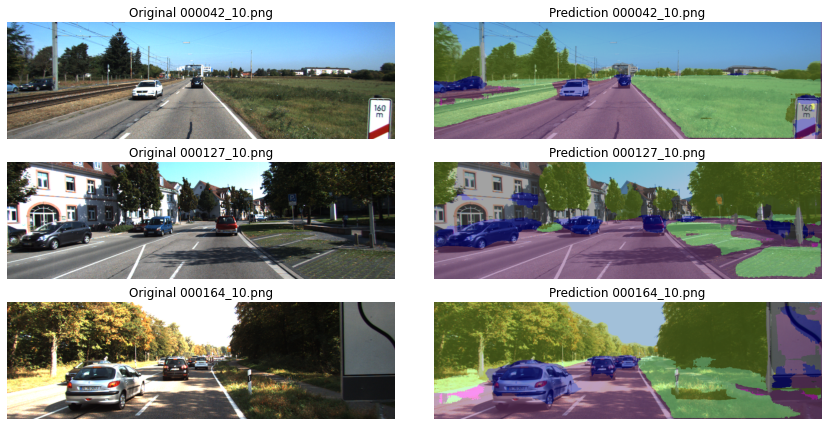 Original 000042_10.png
Prediction 000042_10.png
160
m
160
Original 000127_10.png
Prediction 000127_10.png
Original 000164_10.png
Prediction 000164_10.png